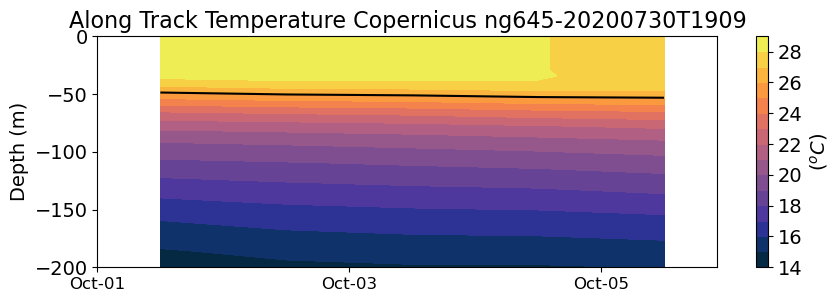 Along Track Temperature Copernicus ng645-20200730T1909
Depth (m)
0
−50
−100
−150
−200
Oct-01
Oct-03
Oct-05
28
26
24
22
20
18
16
14
(°C)